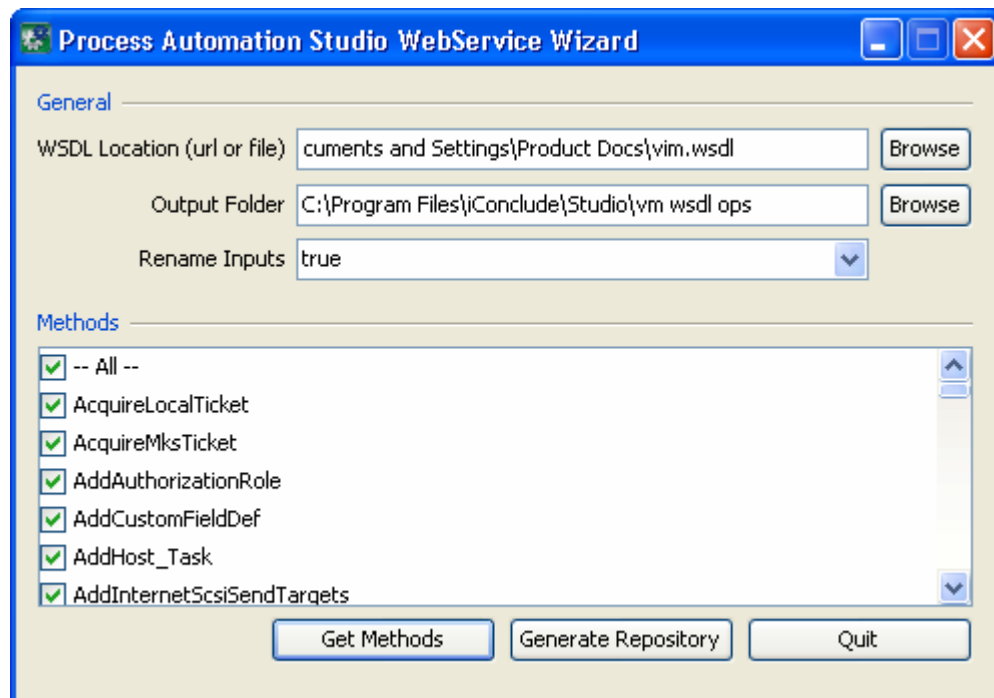 Process Automation Studio WebService Wizard
General
WSDL Location (url or file) cuments and Settings\Product Docs\vim.wsdl Browse
Output Folder C:\Program Files\iConclude\Studio\vm wsdl ops Browse
Rename Inputs true
Methods
-- All --
AcquireLocalTicket
AcquireMksTicket
AddAuthorizationRole
AddCustomFieldDef
AddHost_Task
AddInternetScsiSendTargets
Get Methods Generate Repository Quit